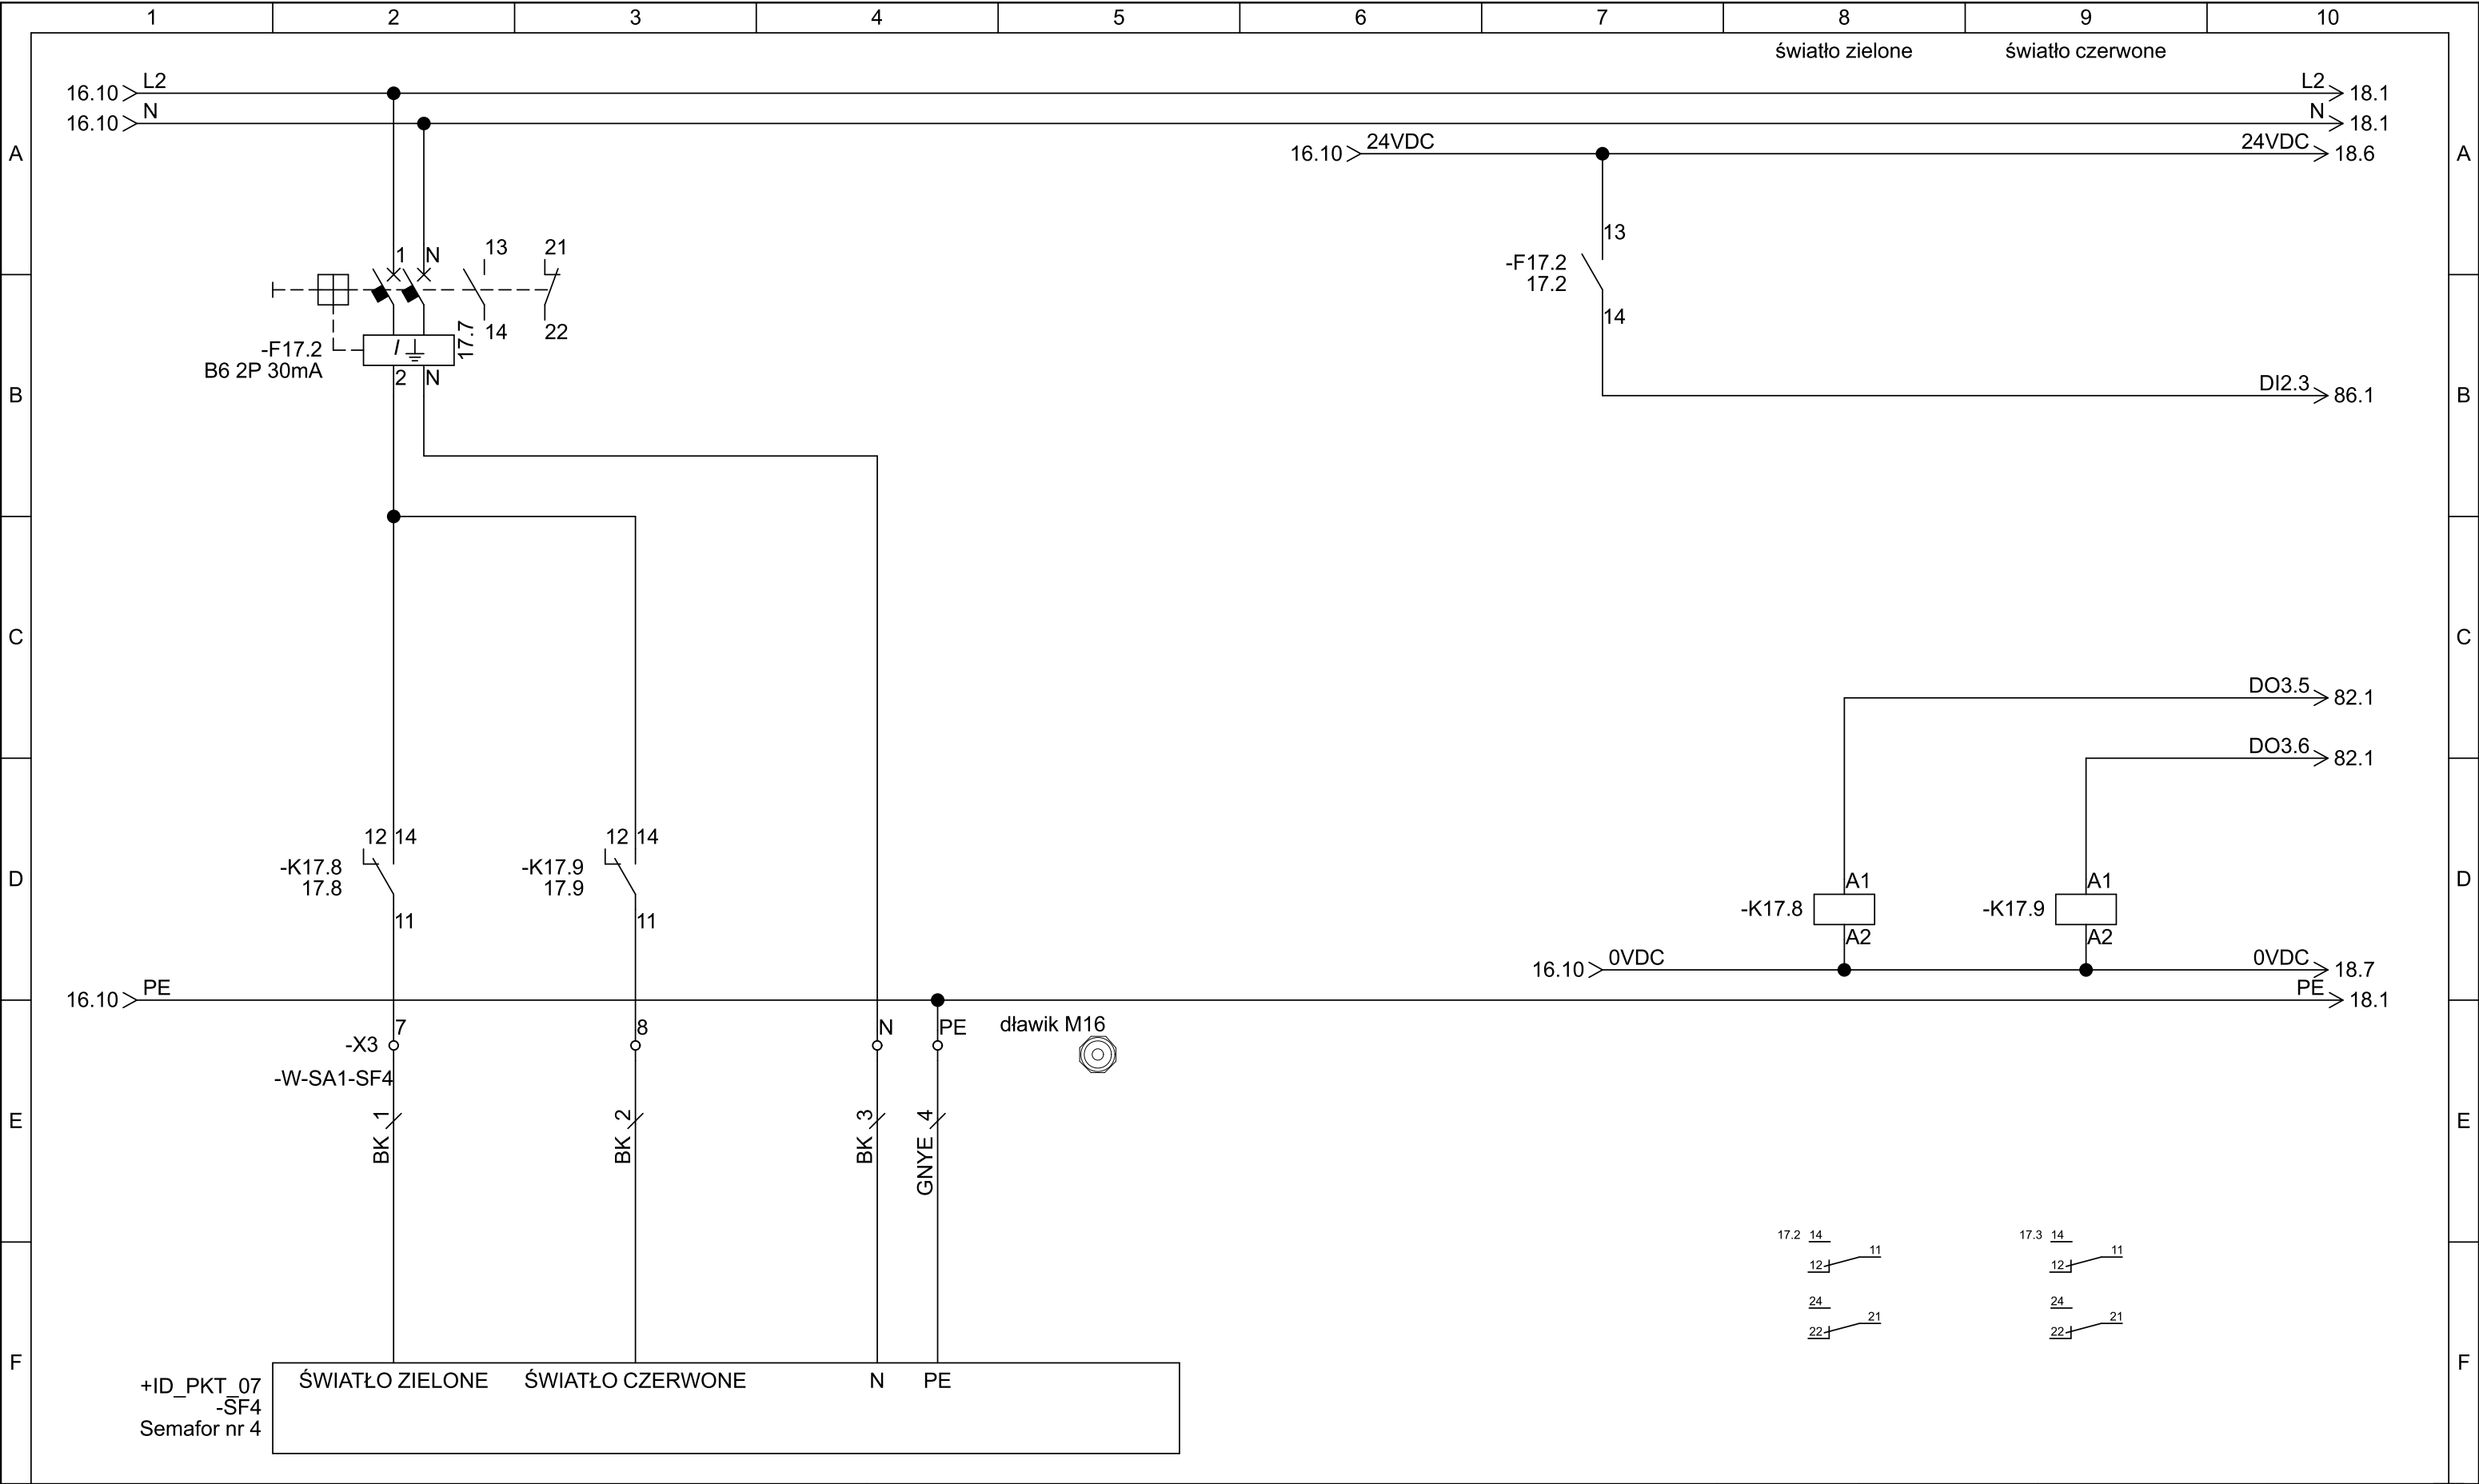 1 2 3 4 5 6 7 8 9 10
światło zielone światło czerwone
16.10 L2 L2 18.1
16.10 N N 18.1
A 16.10 24VDC 24VDC 18.6 A
13
-F17.2
17.2
14
1 N 13 21
14 22
17.7
-F17.2
B6 2P 30mA
I
2 N
B DI2.3 86.1 B
C C
DO3.5 82.1
DO3.6 82.1
12 14 12 14
-K17.8 -K17.9
17.8 17.9
11 11
D D
A1 A1
-K17.8 -K17.9
A2 A2
16.10 0VDC 0VDC 18.7
16.10 PE PE 18.1
7 8 N PE dławik M16
-X3
-W-SA1-SF4
E BK 1 BK 2 BK 3 GNYE 4 E
17.2 14 17.3 14
11 11
12 12
24 24
21 21
22 22
F F
+ID_PKT_07
-SF4
Semafor nr 4
ŚWIATŁO ZIELONE ŚWIATŁO CZERWONE N PE